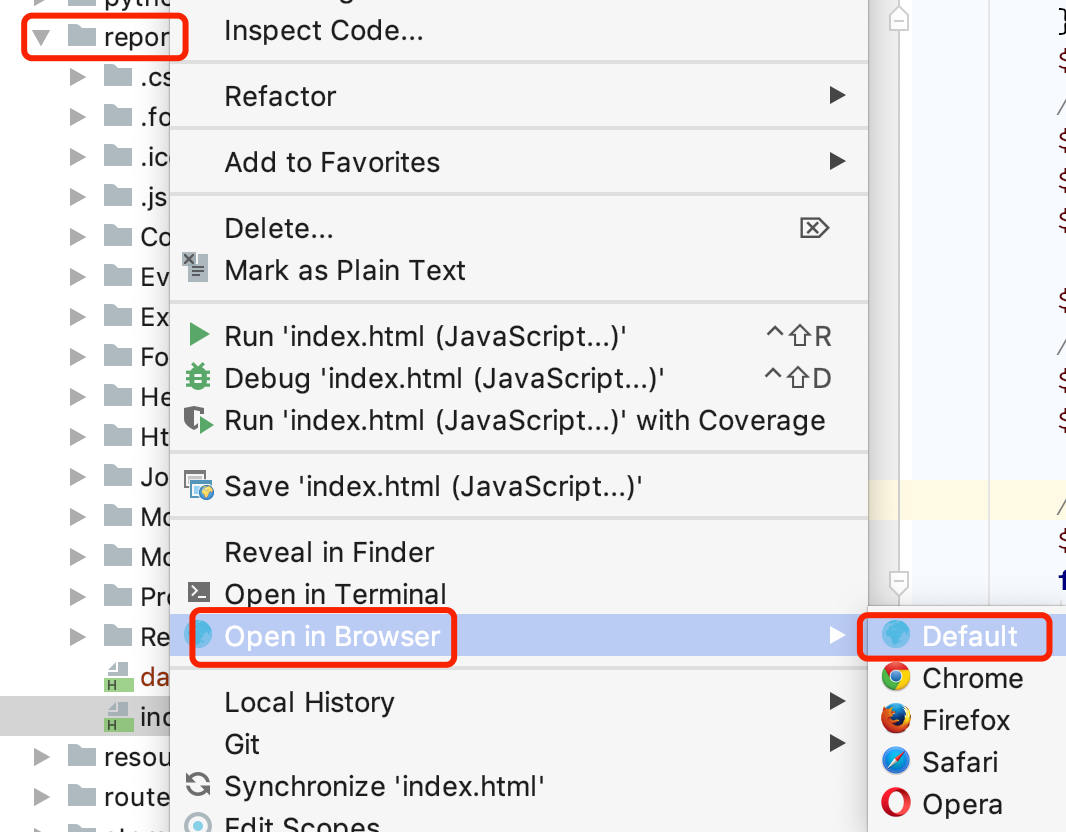 Inspect Code...
Refactor
Add to Favorites
Delete...
Mark as Plain Text
Run 'index.html (JavaScript...)' ^⇧R
Debug 'index.html (JavaScript...)' ^⇧D
Run 'index.html (JavaScript...)' with Coverage
Save 'index.html (JavaScript...)'
Reveal in Finder
Open in Terminal
Open in Browser
Local History
Git
Synchronize 'index.html'
Edit Scopes
Default
Chrome
Firefox
Safari
Opera
repor
.cs
.fo
.ic
.js
Co
Ev
Ex
Fo
He
Ht
Jo
Mo
Mo
Pro
Re
H da
H ind
resou
route